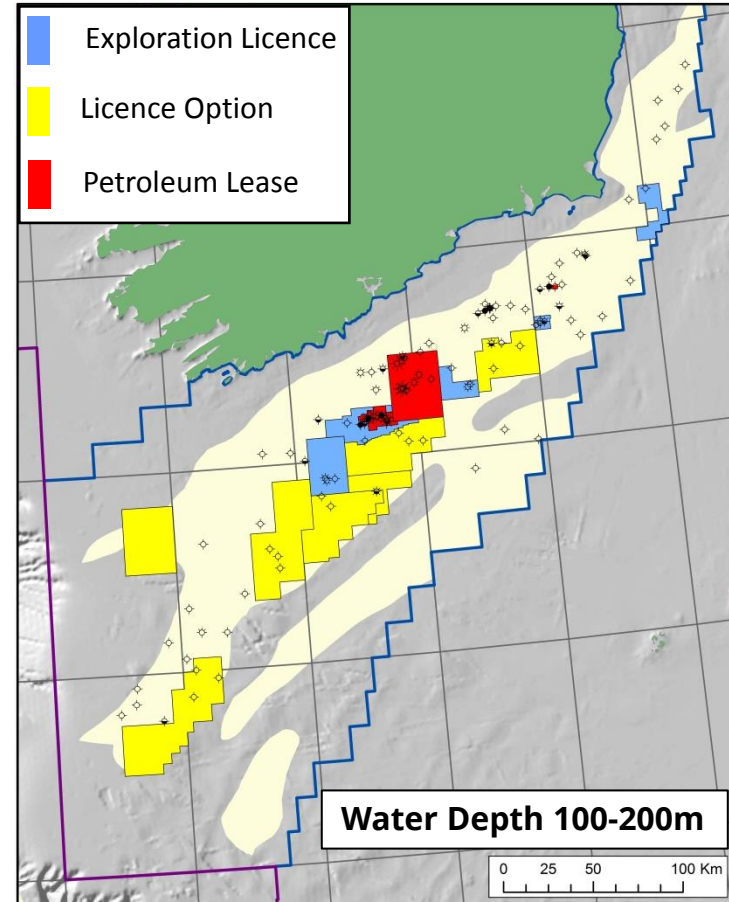 Exploration Licence
Licence Option
Petroleum Lease
Water Depth 100-200m
0 25 50 100 Km